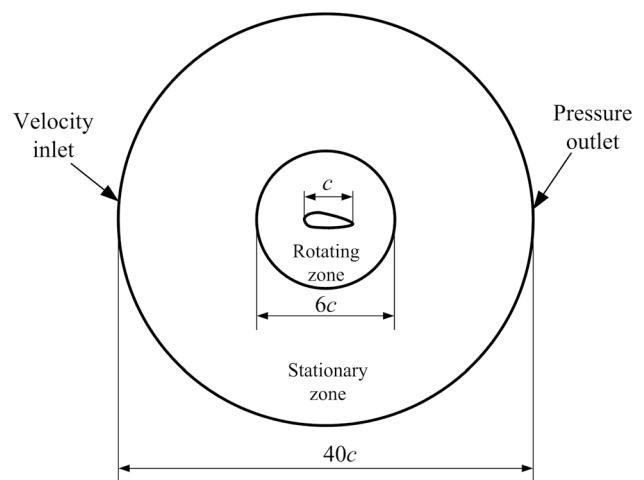 Velocity
inlet
Pressure
outlet
c
Rotating
zone
6c
Stationary
zone
40c